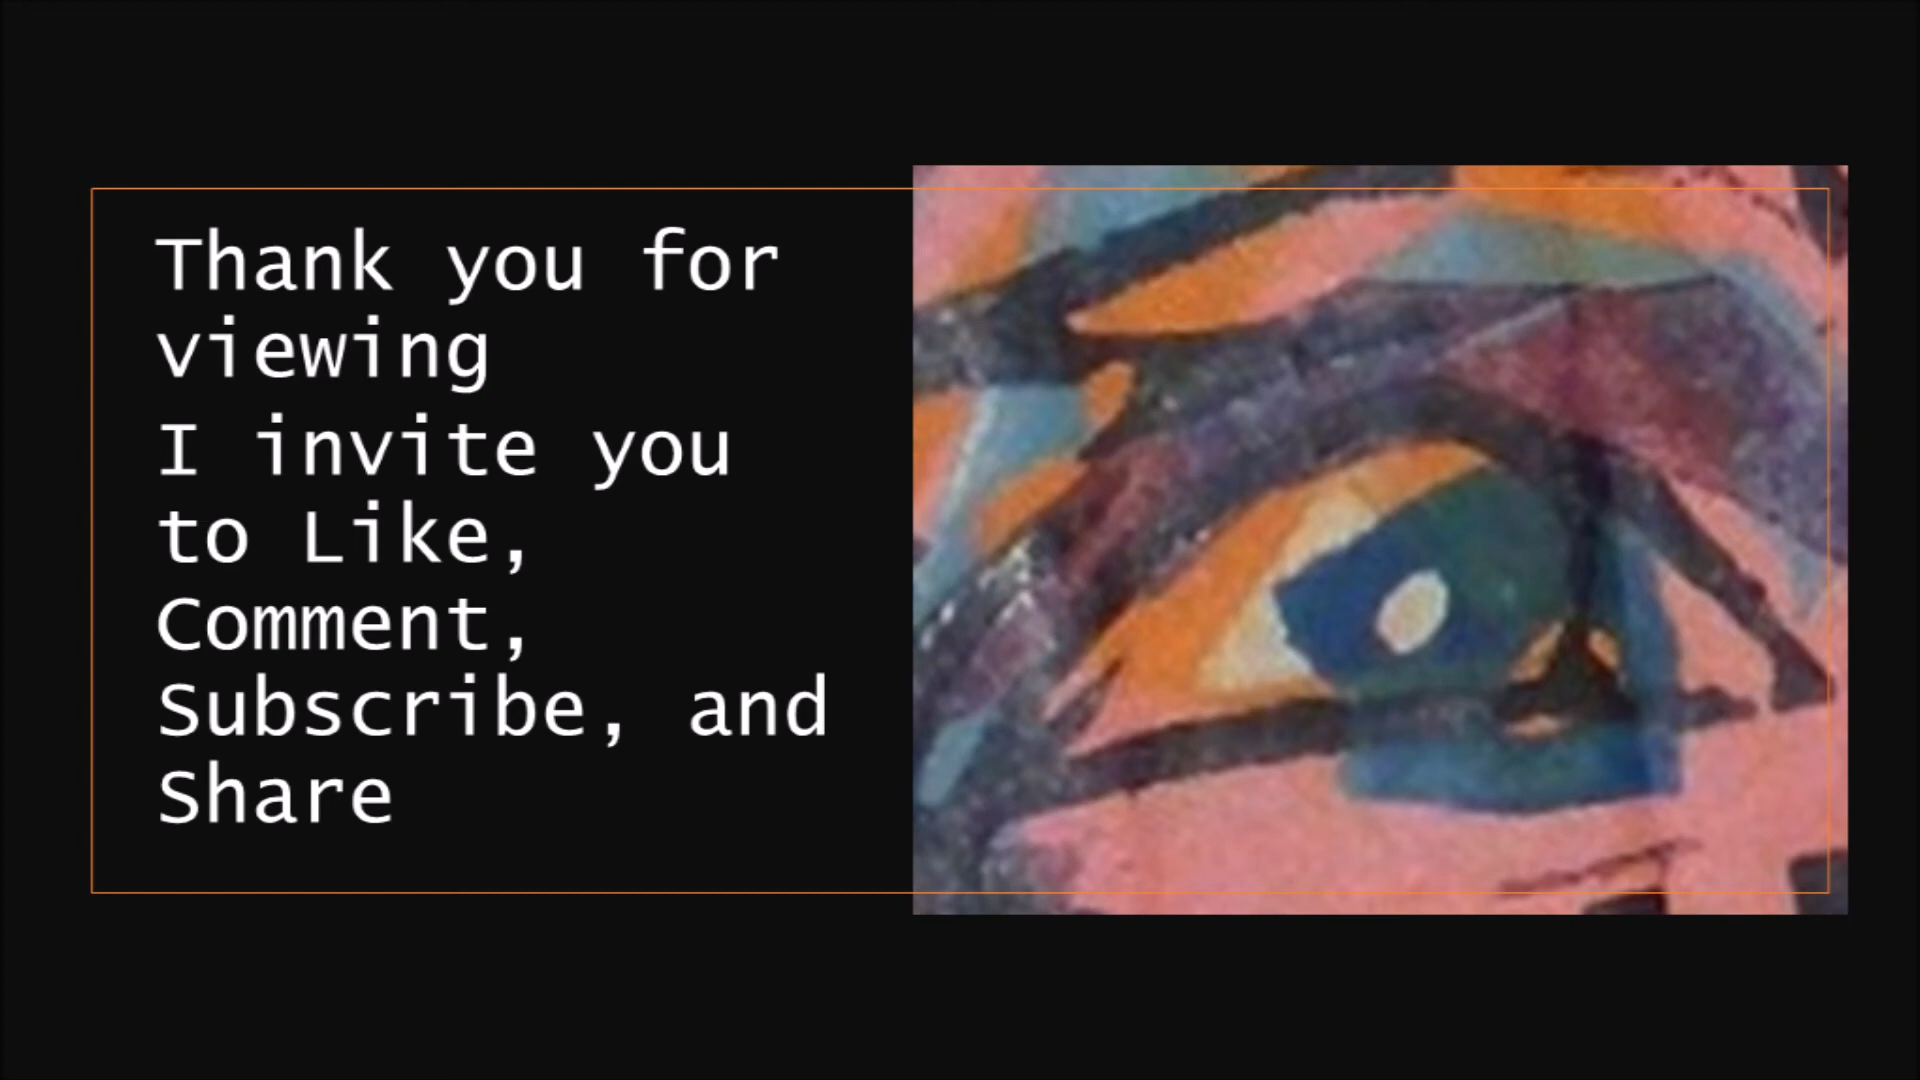 Thank you for
viewing
I invite you
to Like,
Comment,
Subscribe, and
Share